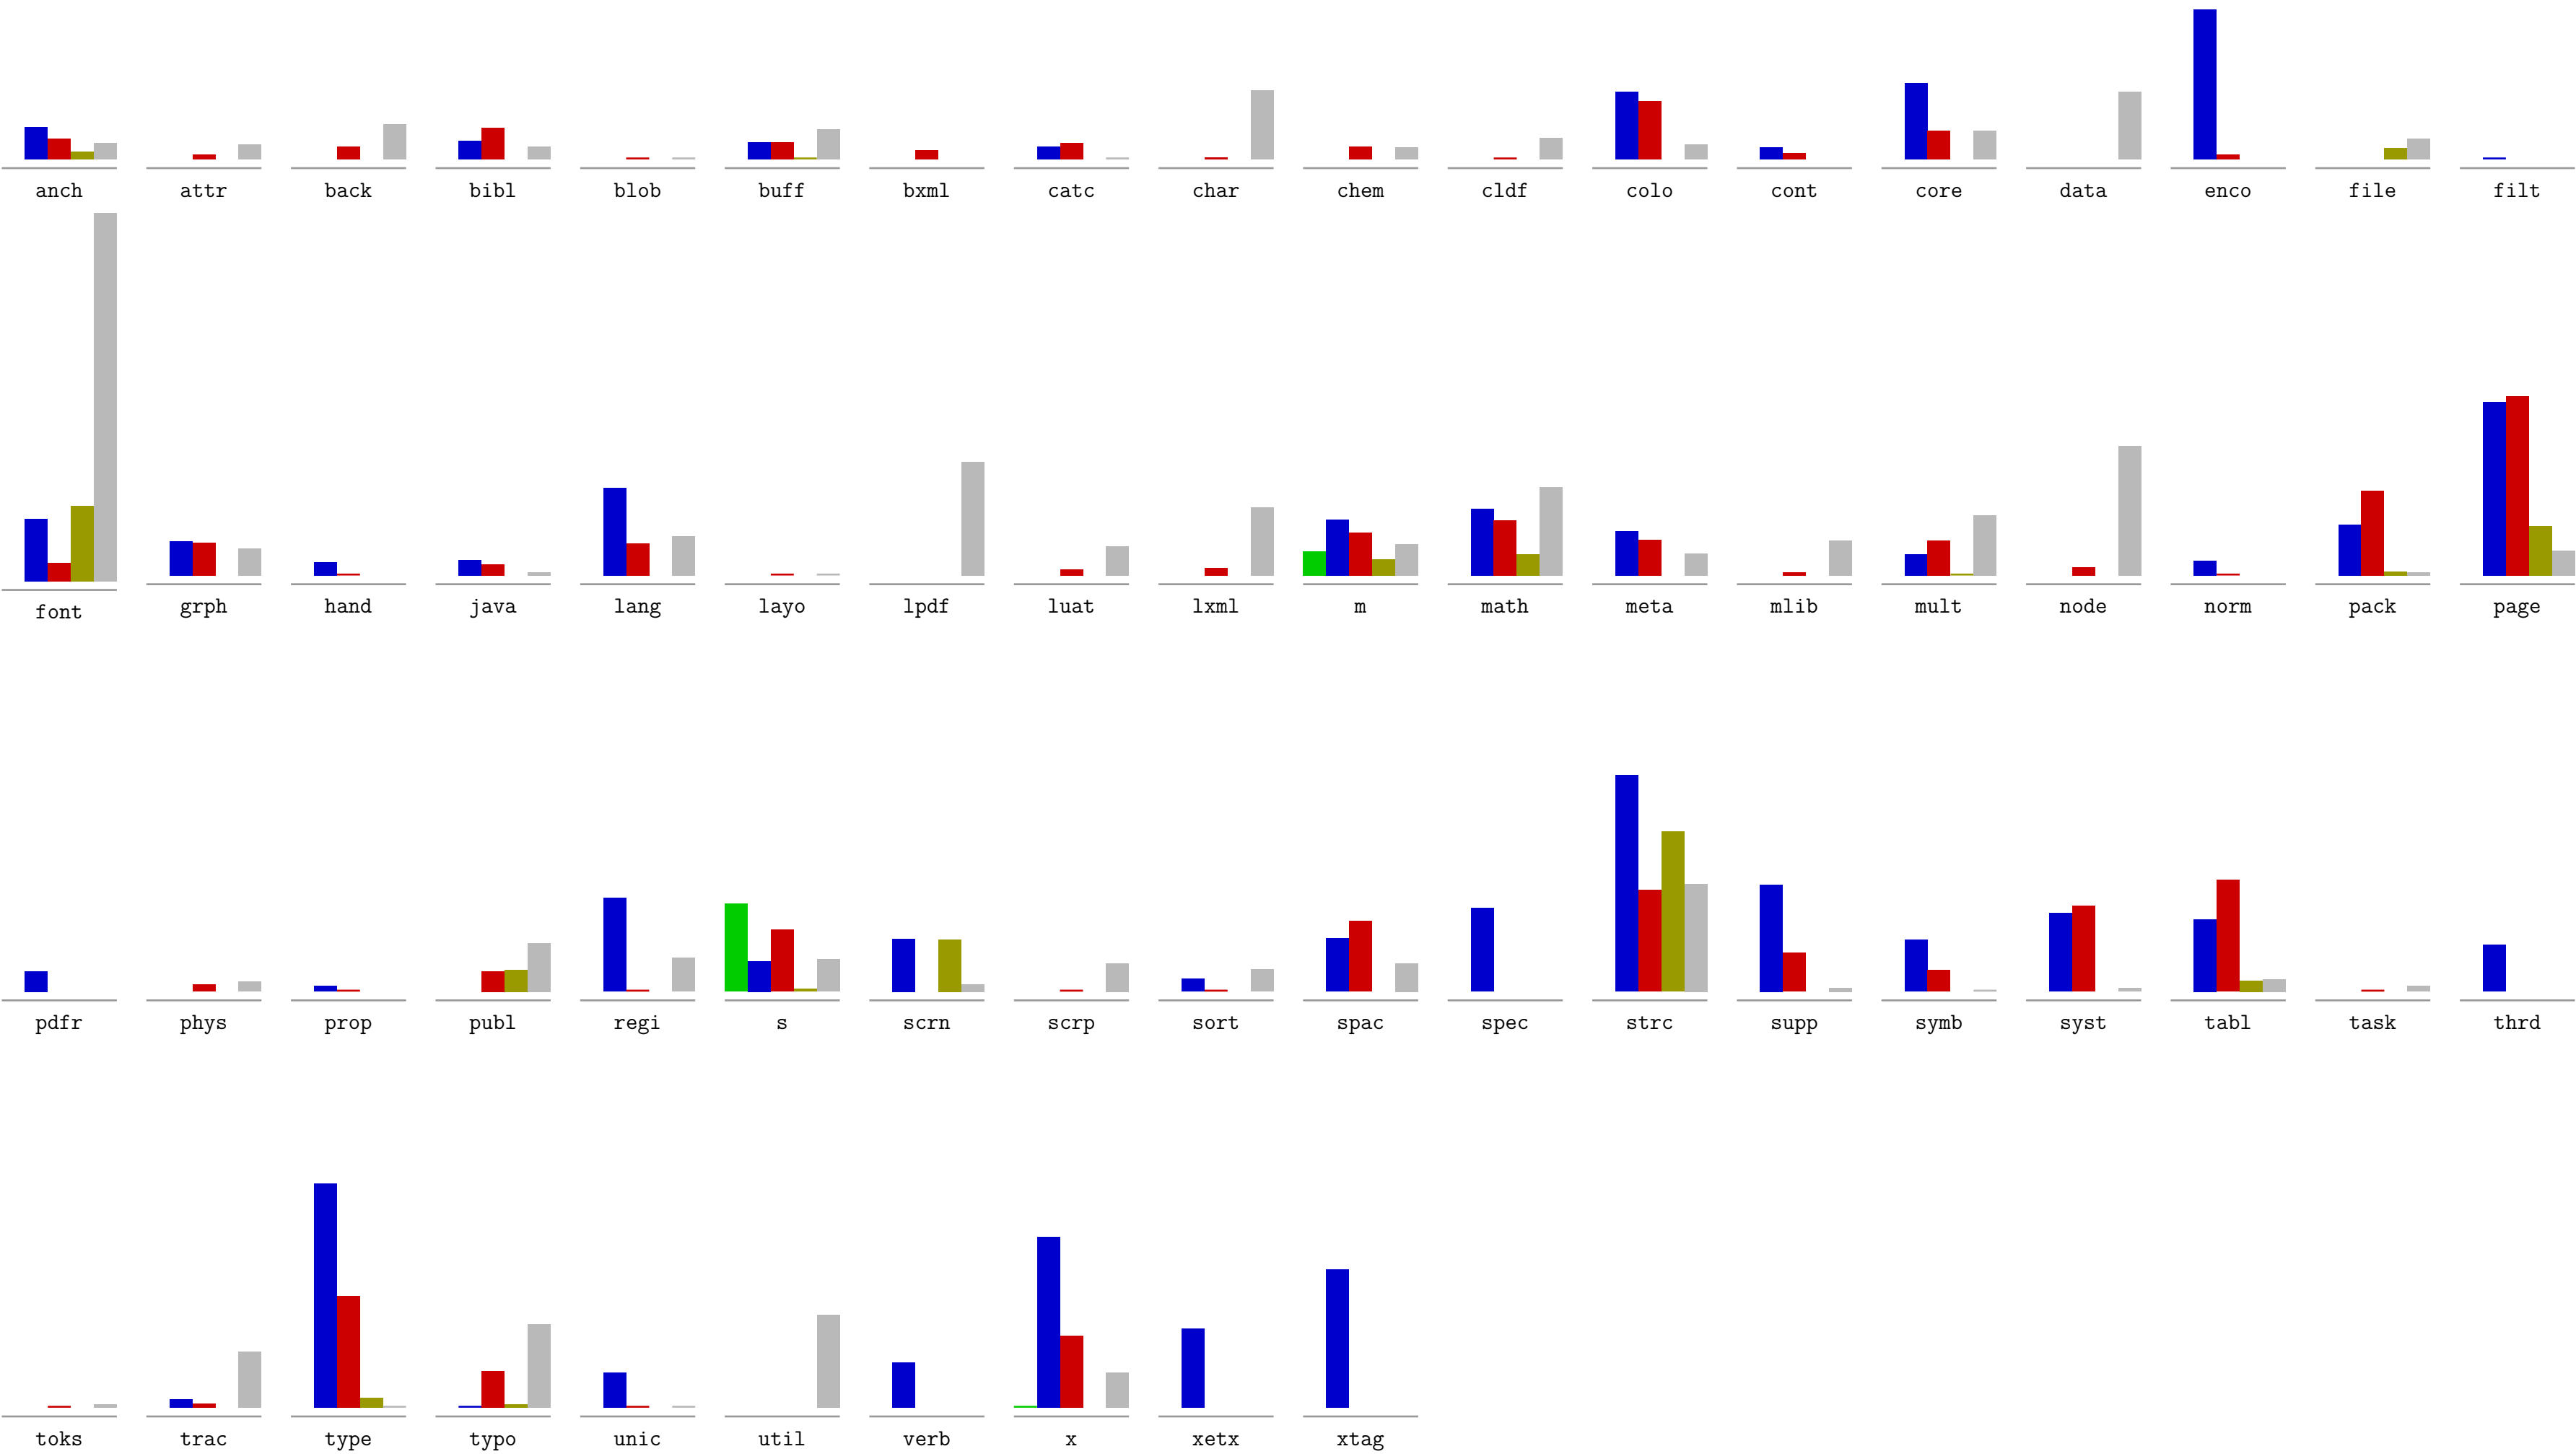 anch attr back bibl blob buff bxml catc char chem cldf colo cont core data enco file filt
font grph hand java lang layo lpdf luat lxml m math meta mlib mult node norm pack page
pdfr phys prop publ regi s scrn scrp sort spac spec strc supp symb syst tabl task thrd
toks trac type typo unic util verb x xetx xtag